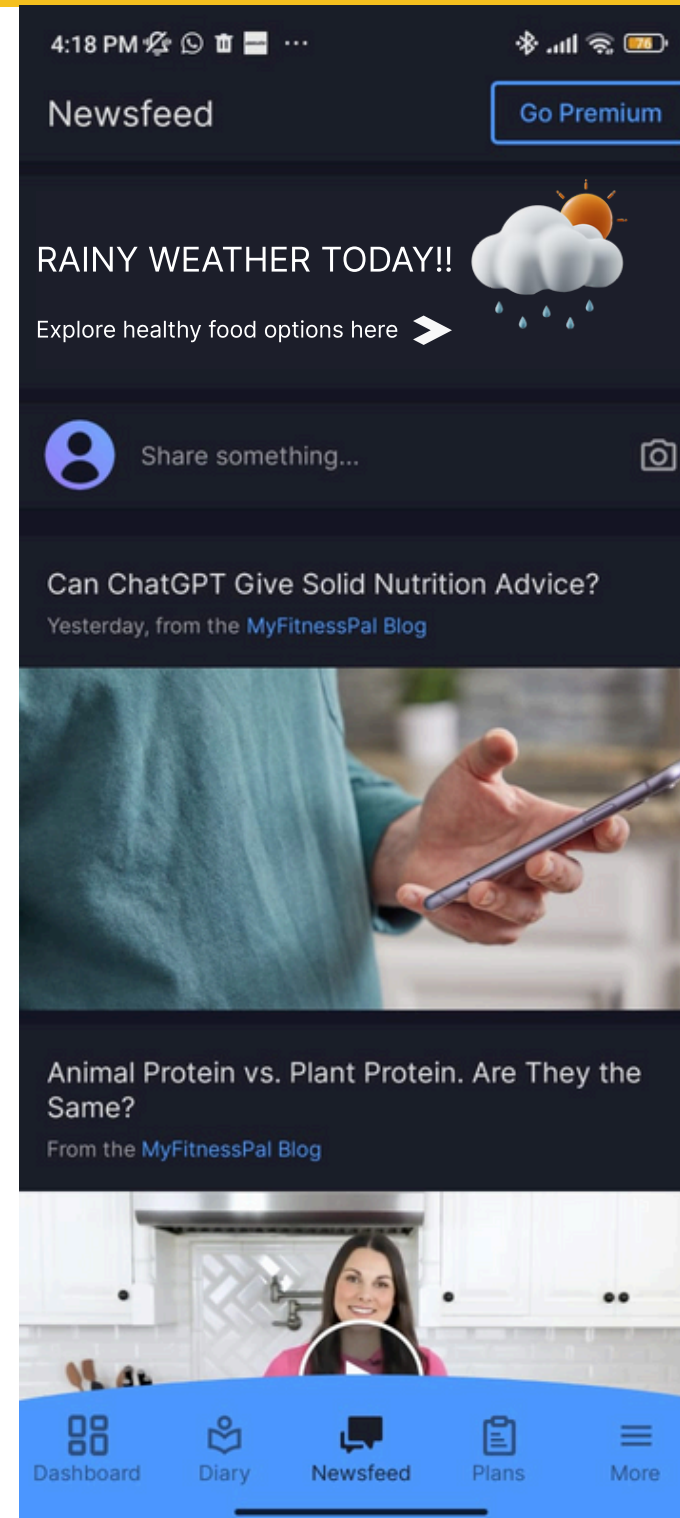 4:18 PM
76
Newsfeed
Go Premium
RAINY WEATHER TODAY!!
Explore healthy food options here
Share something...
Can ChatGPT Give Solid Nutrition Advice?
Yesterday, from the MyFitnessPal Blog
Animal Protein vs. Plant Protein. Are They the
Same?
From the MyFitnessPal Blog
Dashboard
Diary
Newsfeed
Plans
More